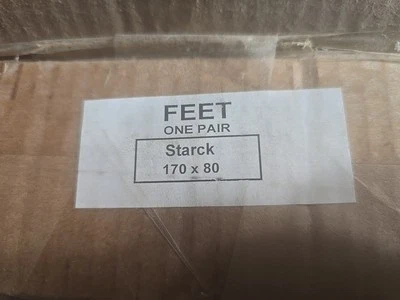 FEET
ONE PAIR
Starck
170 x 80